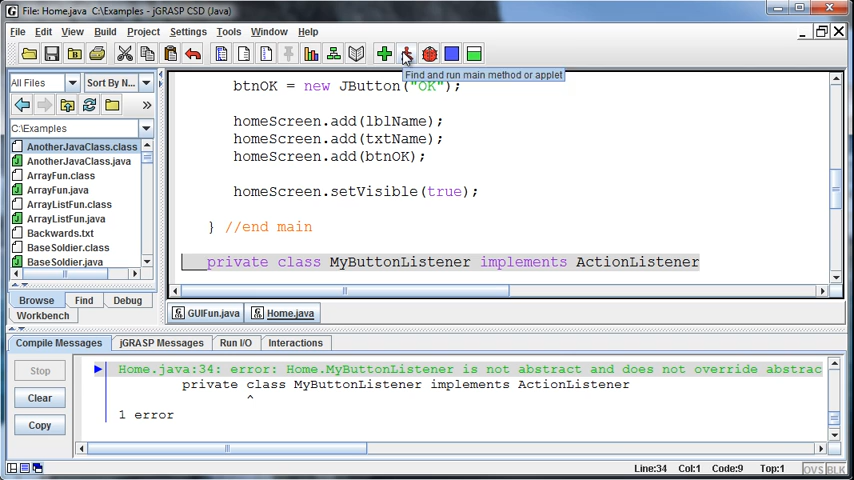 File: Home.java - jGRASP CSD (Java)
File Edit View Build Project Settings Tools Window Help
Find and run main method or applet
All Files Sort By N...
C:\Examples
AnotherJavaClass.class
AnotherJavaClass.java
ArrayFun.class
ArrayFun.java
ArrayListFun.class
ArrayListFun.java
Backwards.txt
BaseSoldier.class
BaseSoldier.java
Browse Find Debug
Workbench
btnOK = new JButton("OK");
homeScreen.add(lblName);
homeScreen.add(txtName);
homeScreen.add(btnOK);
homeScreen.setVisible(true);
} //end main
private class MyButtonListener implements ActionListener
GUIFun.java Home.java
Compile Messages jGRASP Messages Run I/O Interactions
Stop
Clear
Copy
Home.java:34: error: Home.MyButtonListener is not abstract and does not override abstrac
private class MyButtonListener implements ActionListener
^
1 error
Line:34 Col:1 Code:9 Top:1 OVS BLK